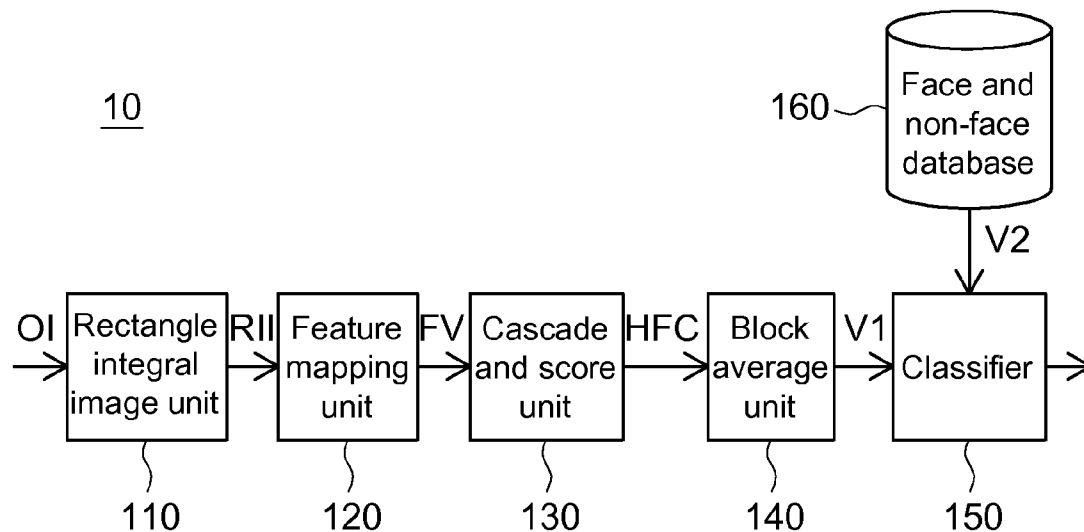 10
160
Face and
non-face
database
V2
OI
Rectangle
integral
image unit
RII
Feature
mapping
unit
FV
Cascade
and score
unit
HFC
Block
average
unit
V1
Classifier
110
120
130
140
150